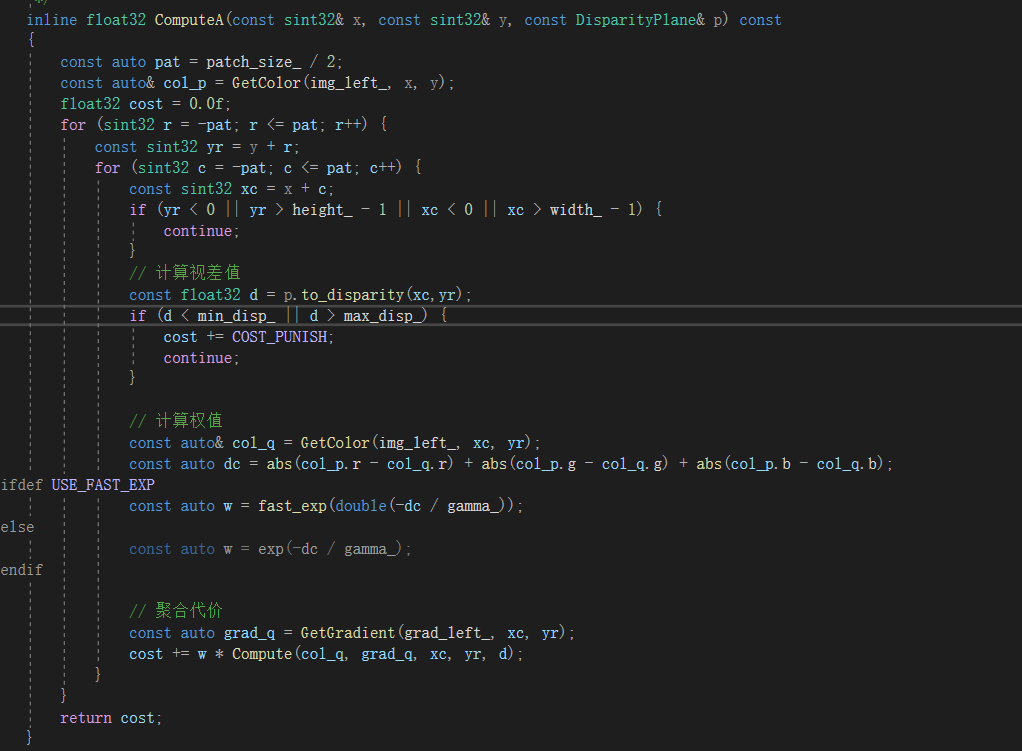 */
inline float32 ComputeA(const sint32& x, const sint32& y, const DisparityPlane& p) const
{
const auto pat = patch_size_ / 2;
const auto& col_p = GetColor(img_left_, x, y);
float32 cost = 0.0f;
for (sint32 r = -pat; r <= pat; r++) {
const sint32 yr = y + r;
for (sint32 c = -pat; c <= pat; c++) {
const sint32 xc = x + c;
if (yr < 0 || yr > height_ - 1 || xc < 0 || xc > width_ - 1) {
continue;
}
// 计算视差值
const float32 d = p.to_disparity(xc,yr);
if (d < min_disp_ || d > max_disp_) {
cost += COST_PUNISH;
continue;
}
// 计算权值
const auto& col_q = GetColor(img_left_, xc, yr);
const auto dc = abs(col_p.r - col_q.r) + abs(col_p.g - col_q.g) + abs(col_p.b - col_q.b);
ifdef USE_FAST_EXP
const auto w = fast_exp(double(-dc / gamma_));
else
const auto w = exp(-dc / gamma_);
endif
// 聚合代价
const auto grad_q = GetGradient(grad_left_, xc, yr);
cost += w * Compute(col_q, grad_q, xc, yr, d);
}
}
return cost;
}